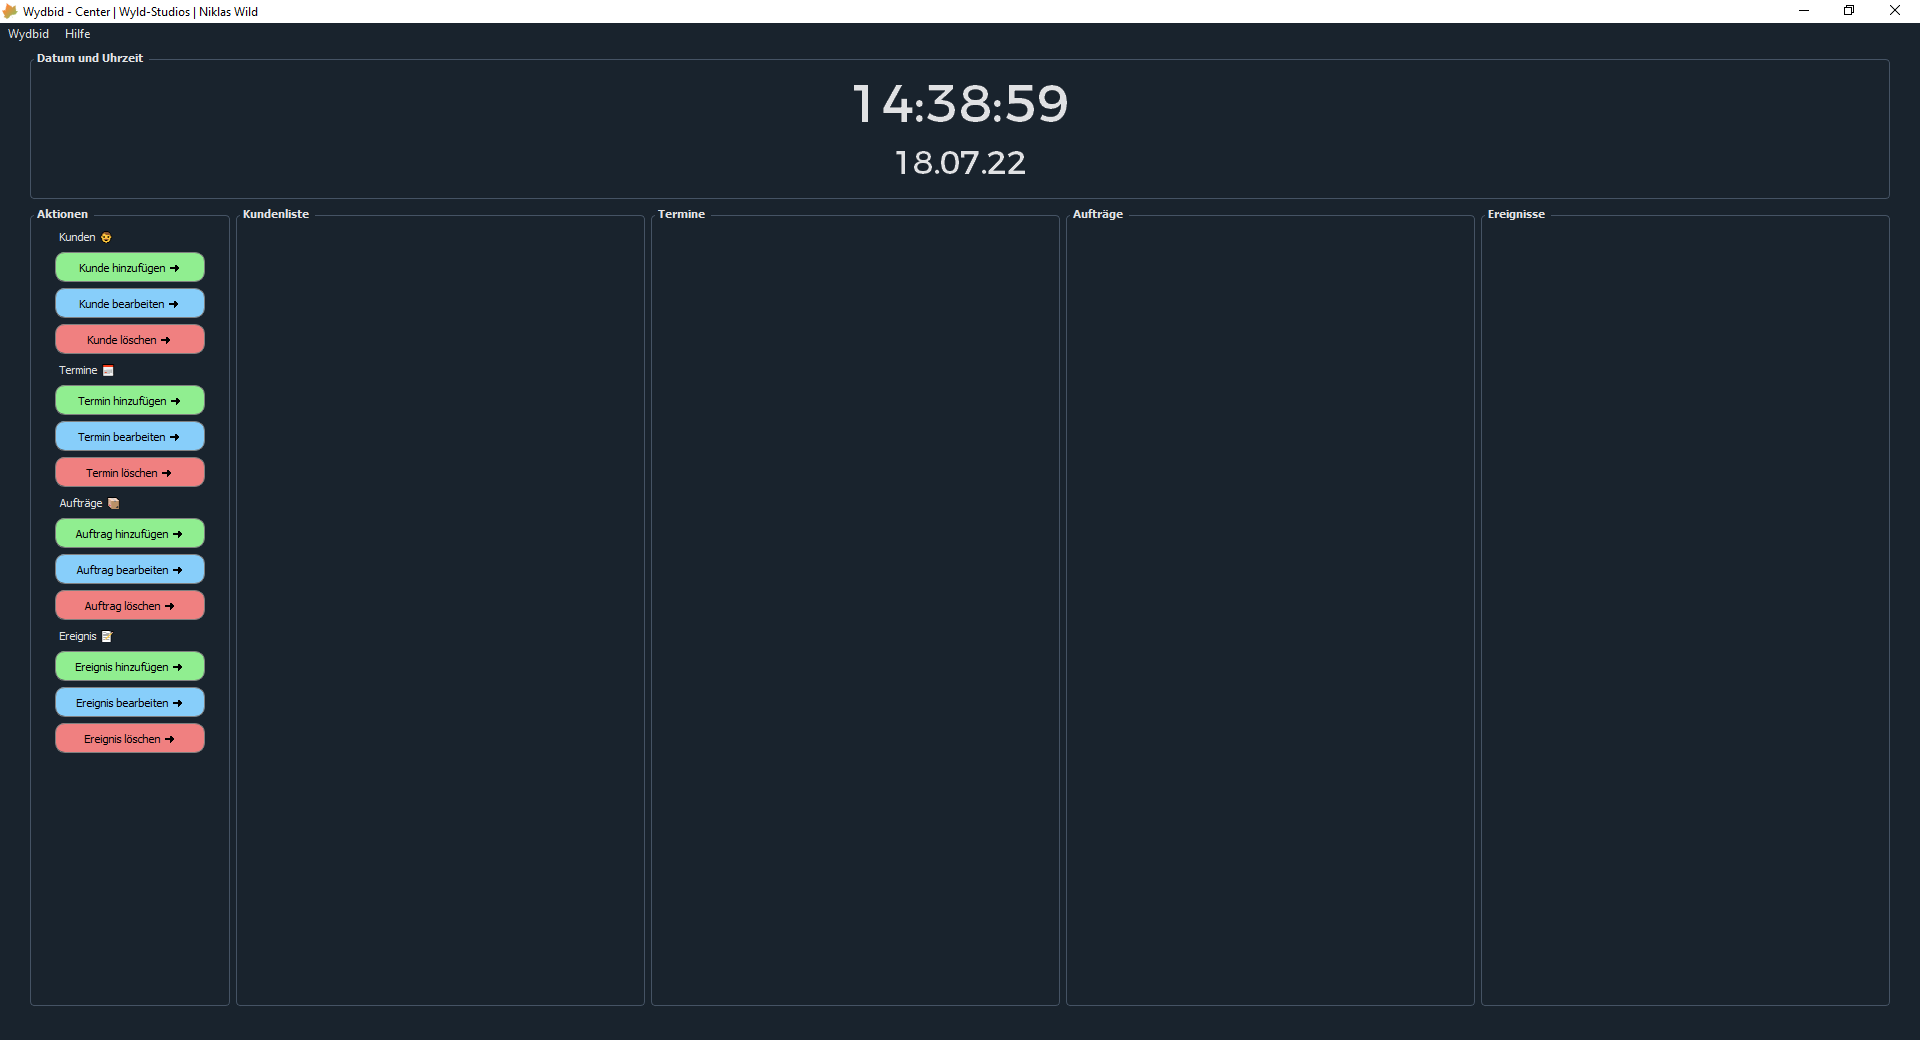 Wydbid - Center | Wyld-Studios | Niklas Wild
Wydbid Hilfe
Datum und Uhrzeit
14:38:59
18.07.22
Aktionen
Kunden
Kunde hinzufügen ➜
Kunde bearbeiten ➜
Kunde löschen ➜
Termine
Termin hinzufügen ➜
Termin bearbeiten ➜
Termin löschen ➜
Aufträge
Auftrag hinzufügen ➜
Auftrag bearbeiten ➜
Auftrag löschen ➜
Ereignis
Ereignis hinzufügen ➜
Ereignis bearbeiten ➜
Ereignis löschen ➜
Kundenliste
Termine
Aufträge
Ereignisse